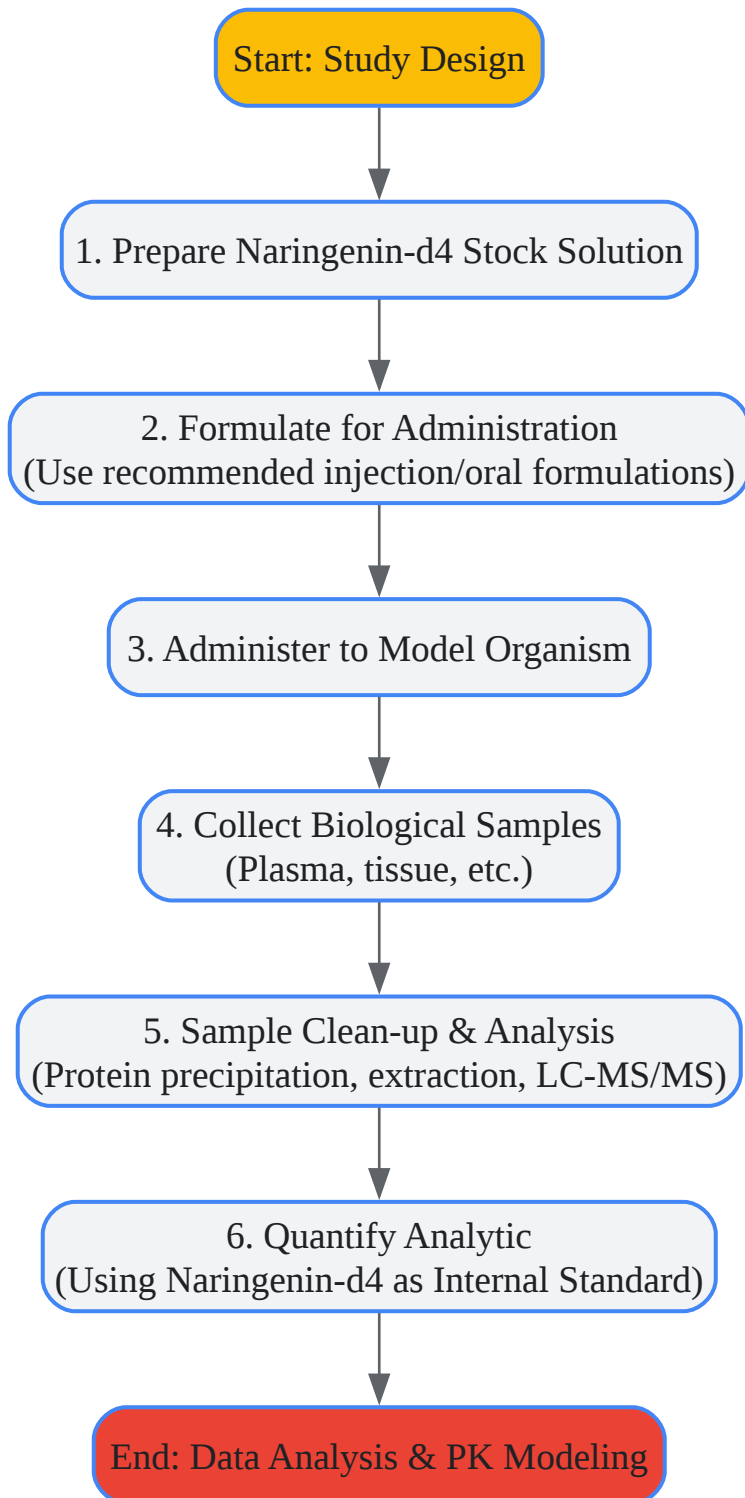 Start: Study Design
1. Prepare Naringenin-d4 Stock Solution
2. Formulate for Administration
(Use recommended injection/oral formulations)
3. Administer to Model Organism
4. Collect Biological Samples
(Plasma, tissue, etc.)
5. Sample Clean-up & Analysis
(Protein precipitation, extraction, LC-MS/MS)
6. Quantify Analytic
(Using Naringenin-d4 as Internal Standard)
End: Data Analysis & PK Modeling